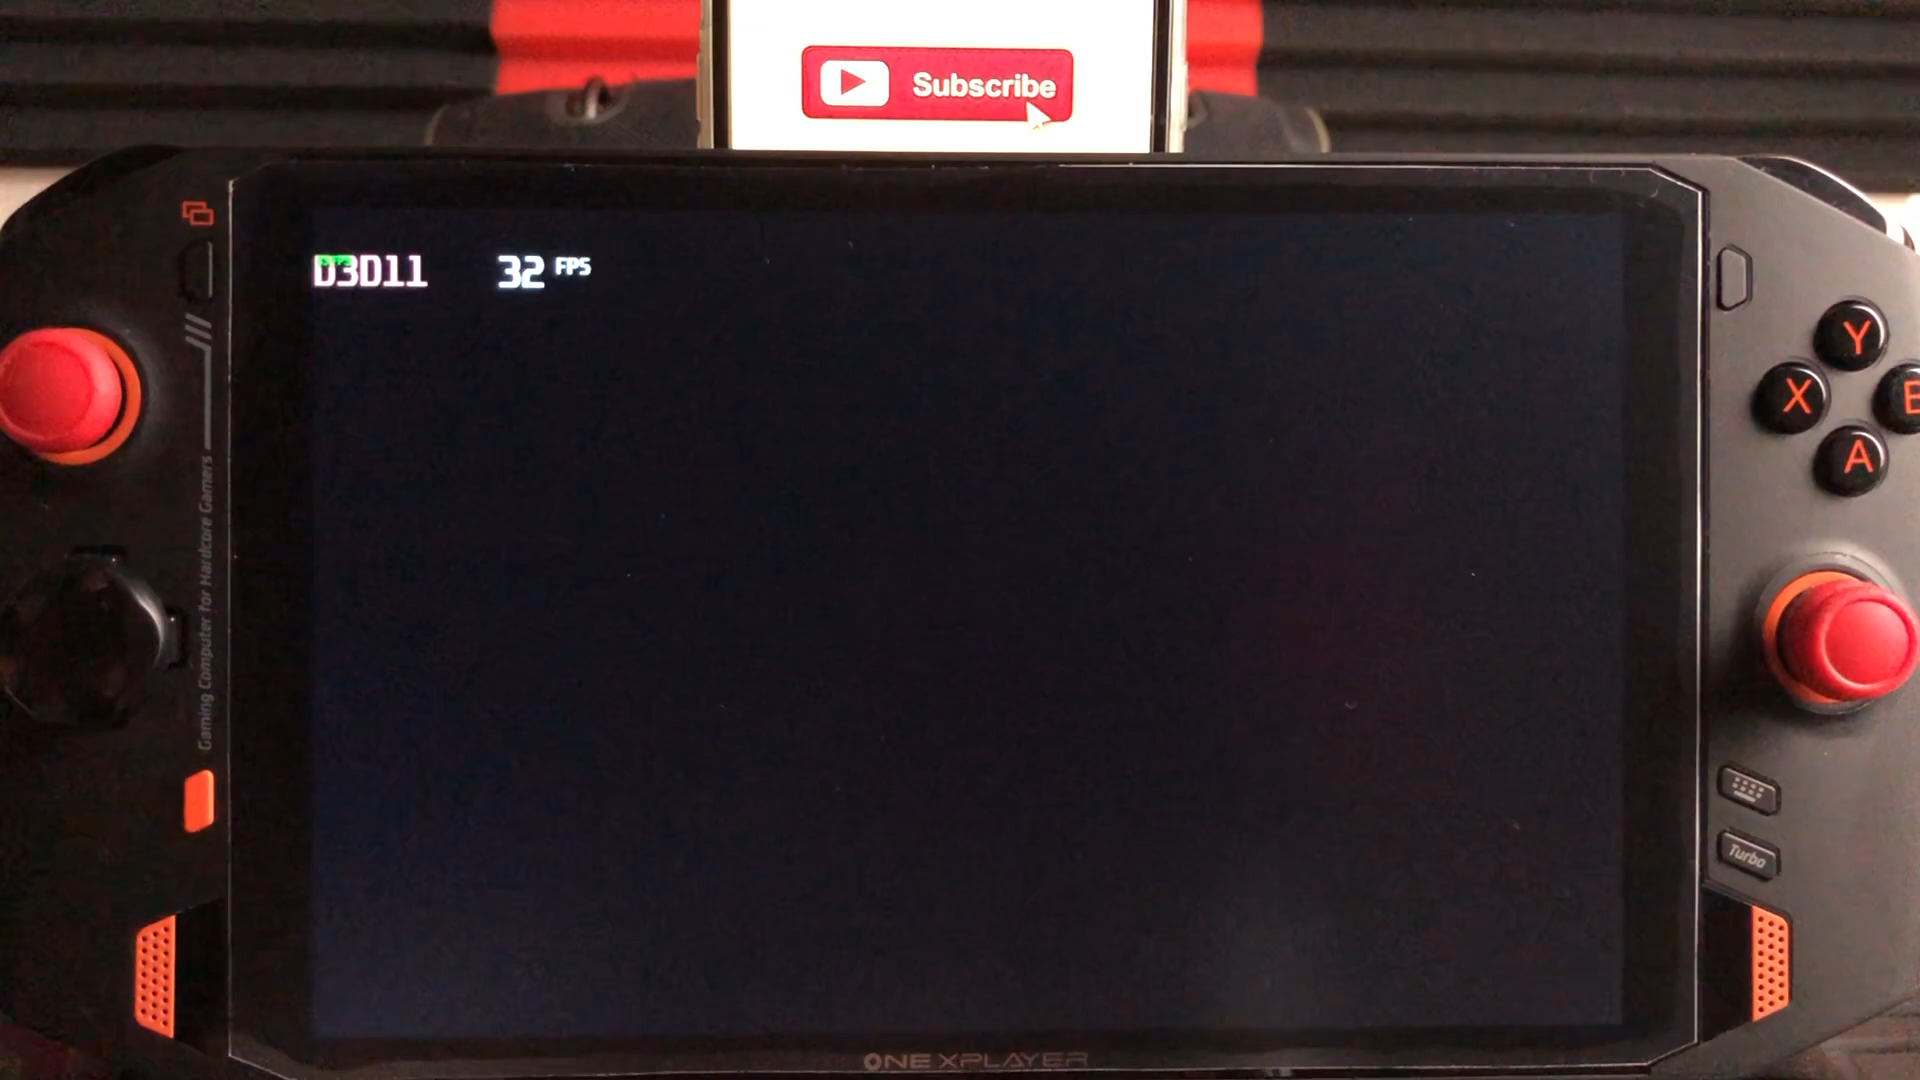 Subscribe
D3D11 32 FPS
Y
X
B
A
Gaming Computer for Hardcore Gamers
Turbo
ONEXPLAYER